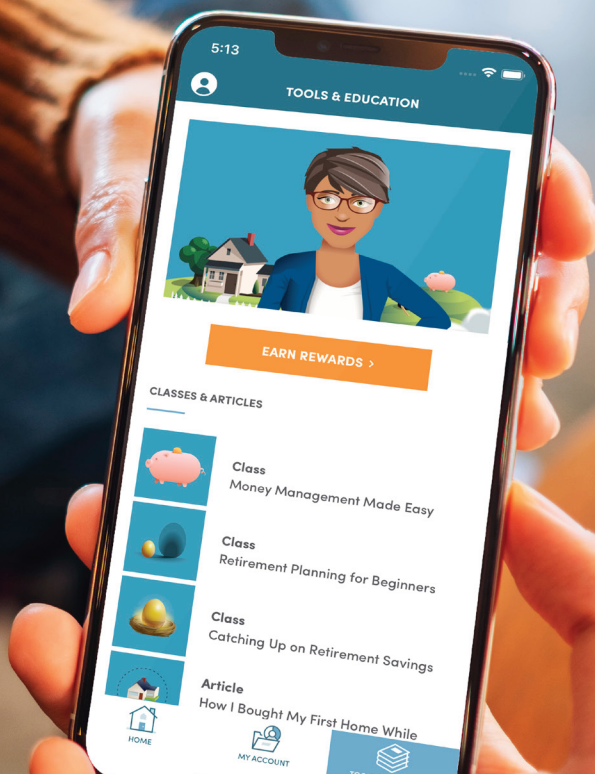 5:13
TOOLS & EDUCATION
EARN REWARDS >
CLASSES & ARTICLES
Class
Money Management Made Easy
Class
Retirement Planning for Beginners
Class
Catching Up on Retirement Savings
Article
How I Bought My First Home While
HOME
MY ACCOUNT